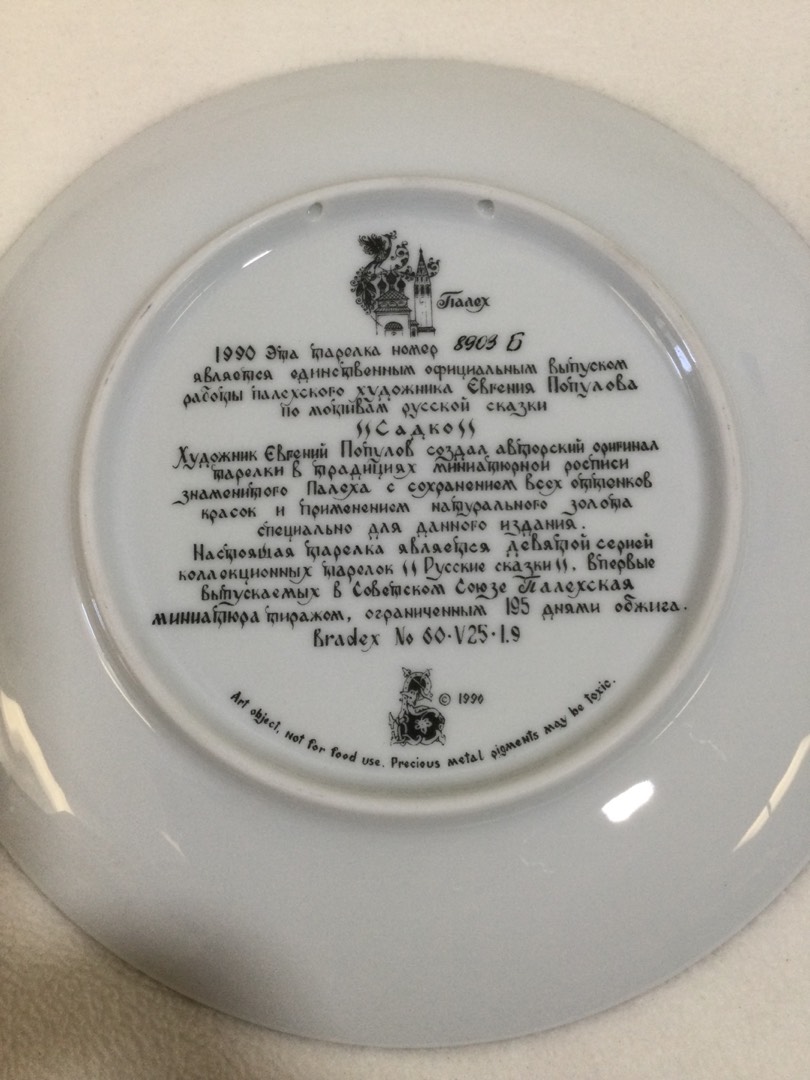 Палех
1990 Эта тарелка номер 8903 Б
является единственным официальным выпуском
работы палехского художника Евгения Популова
по мотивам русской сказки
"Садко"
Художник Евгений Популов создал авторский оригинал
тарелки в традициях миниатюрной росписи
знаменитого Палеха с сохранением всех оттенков
красок и применением натурального золота
специально для данного издания.
Настоящая тарелка является девятой серией
коллекционных тарелок "Русские сказки". Впервые
выпускаемых в Советском Союзе Палехская
миниатюра тиражом, ограниченным 195 днями обжига.
Bradex No 60·V25·1.9
© 1990
Art object, not for food use. Precious metal pigments may be toxic.